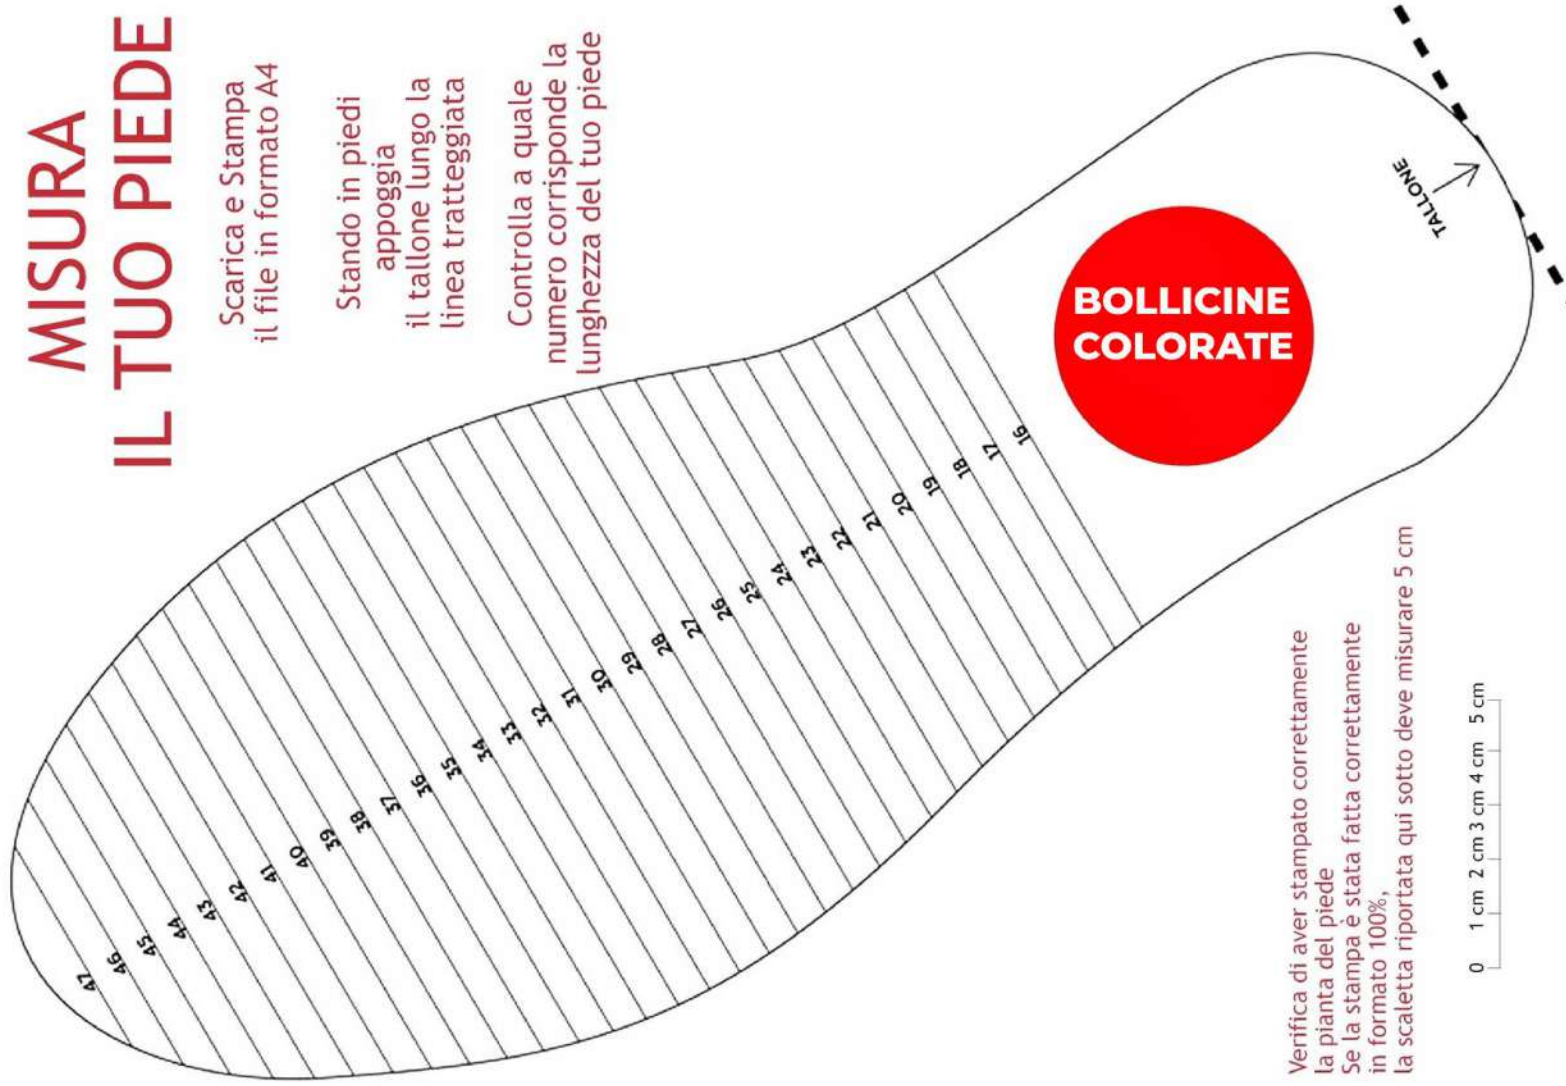 MISURA
IL TUO PIEDE
Scarica e Stampa
il file in formato A4
Stando in piedi
appoggia
il tallone lungo la
linea tratteggiata
Controlla a quale
numero corrisponde la
lunghezza del tuo piede
TALLONE
BOLLICINE
COLORATE
47
46
45
44
43
42
41
40
39
38
37
36
35
34
33
32
31
30
29
28
27
26
25
24
23
22
21
20
19
18
17
16
Verifica di aver stampato correttamente
la pianta del piede
Se la stampa è stata fatta correttamente
in formato 100%,
la scaletta riportata qui sotto deve misurare 5 cm
0 1 cm 2 cm 3 cm 4 cm 5 cm